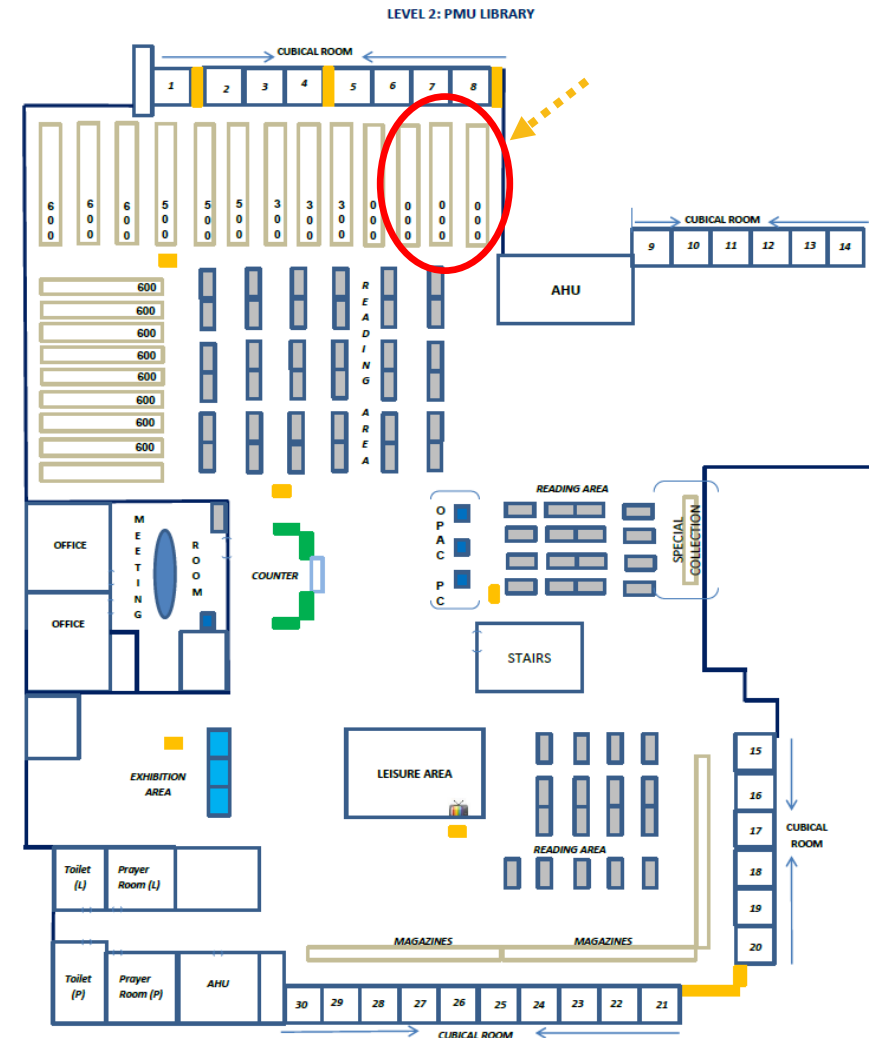 LEVEL 2: PMU LIBRARY
CUBICAL ROOM
1 2 3 4 5 6 7 8
600 600 600 500 500 500 300 300 300 000 000 000 000
CUBICAL ROOM
9 10 11 12 13 14
AHU
READING AREA
600
600
600
600
600
600
600
600
READING AREA
OPAC PC
SPECIAL COLLECTION
OFFICE
MEETING ROOM
COUNTER
OFFICE
STAIRS
EXHIBITION
AREA
LEISURE AREA
READING AREA
15
16
17
18
19
20
CUBICAL
ROOM
Toilet
(L)
Prayer
Room (L)
MAGAZINES MAGAZINES
Toilet
(P)
Prayer
Room (P)
AHU
30 29 28 27 26 25 24 23 22 21
CUBICAL ROOM